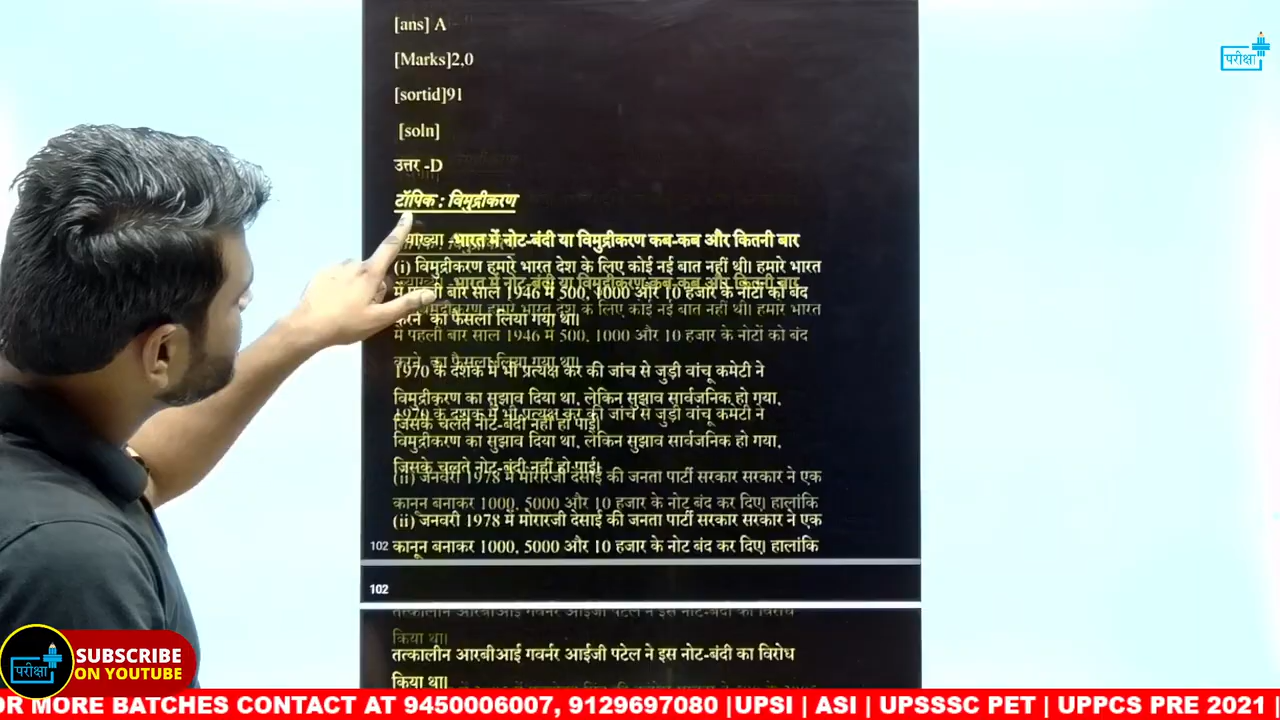 [ans] A
[Marks]2,0
[sortid]91
[soln]
उत्तर -D
टॉपिक : विमुद्रीकरण
भारत में नोट-बंदी या विमुद्रीकरण कब-कब और कितनी बार
(i) विमुद्रीकरण हमारे भारत देश के लिए कोई नई बात नहीं थी। हमारे भारत
में पहली बार साल 1946 में 500, 1000 और 10 हजार के नोटों को बंद
करने का फैसला लिया गया था।
1970 के दशक में भी प्रत्यक्ष कर की जांच से जुड़ी वांचू कमेटी ने
विमुद्रीकरण का सुझाव दिया था, लेकिन सुझाव सार्वजनिक हो गया,
जिसके चलते नोट-बंदी नहीं हो पाई।
(ii) जनवरी 1978 में मोरारजी देसाई की जनता पार्टी सरकार सरकार ने एक
कानून बनाकर 1000, 5000 और 10 हजार के नोट बंद कर दिए। हालांकि
102
102
तत्कालीन आरबीआई गवर्नर आईजी पटेल ने इस नोट-बंदी का विरोध
किया था।
परीक्षा
परीक्षा
SUBSCRIBE
ON YOUTUBE
OR MORE BATCHES CONTACT AT 9450006007, 9129697080 |UPSI | ASI | UPSSSC PET | UPPCS PRE 2021 |